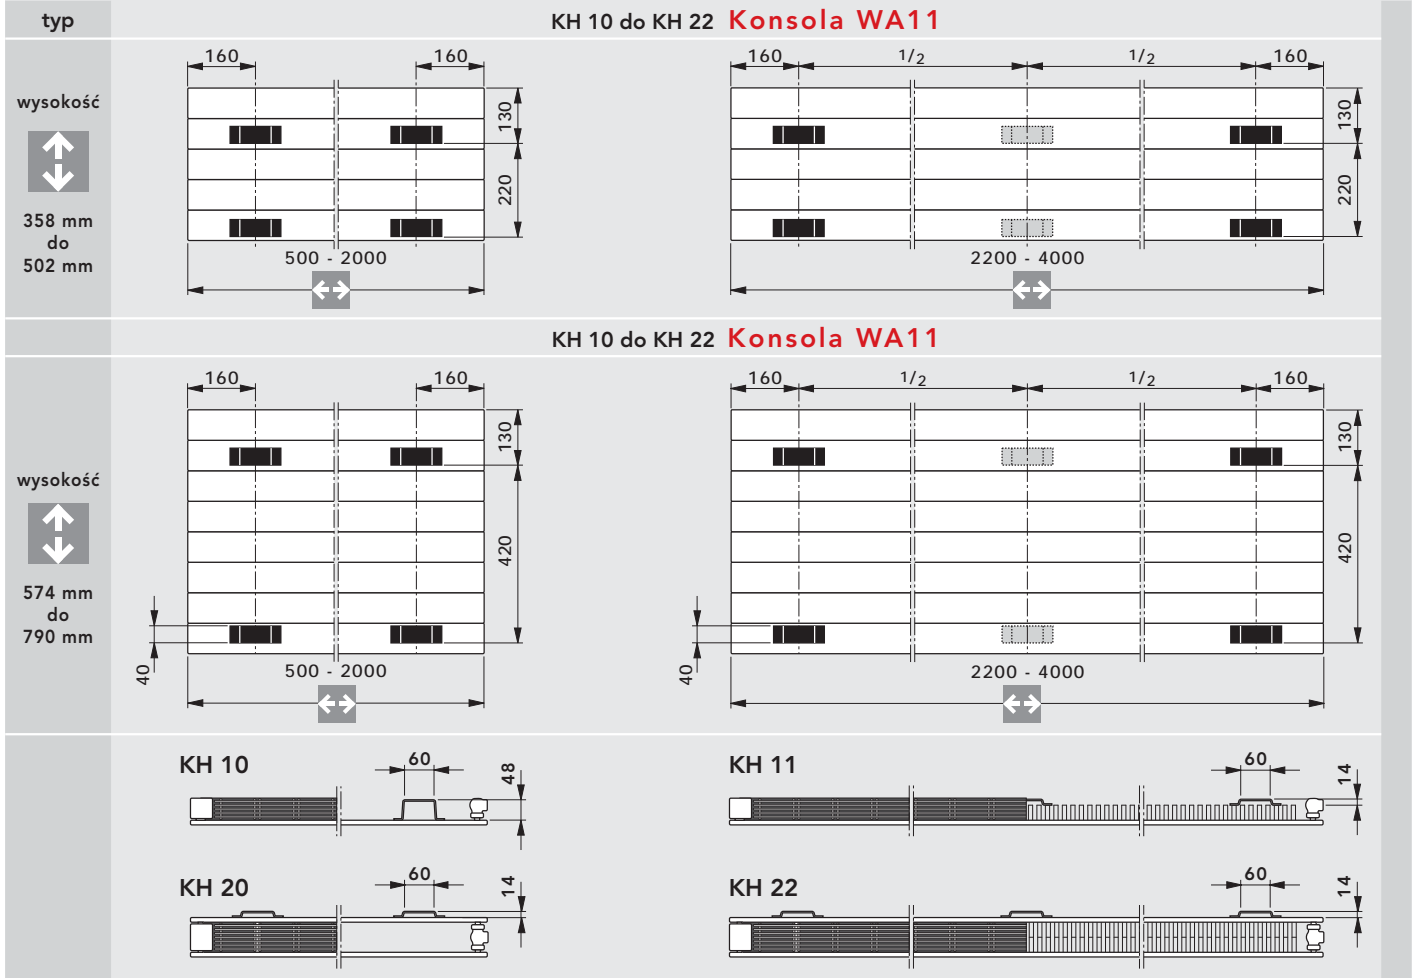 typ
KH 10 do KH 22 Konsola WA11
wysokość
358 mm
do
502 mm
160 160
130
220
500 - 2000
160 1/2 1/2 160
130
220
2200 - 4000
KH 10 do KH 22 Konsola WA11
wysokość
574 mm
do
790 mm
160 160
130
420
40
500 - 2000
160 1/2 1/2 160
130
420
40
2200 - 4000
KH 10
60
48
KH 11
60
14
KH 20
60
14
KH 22
60
14